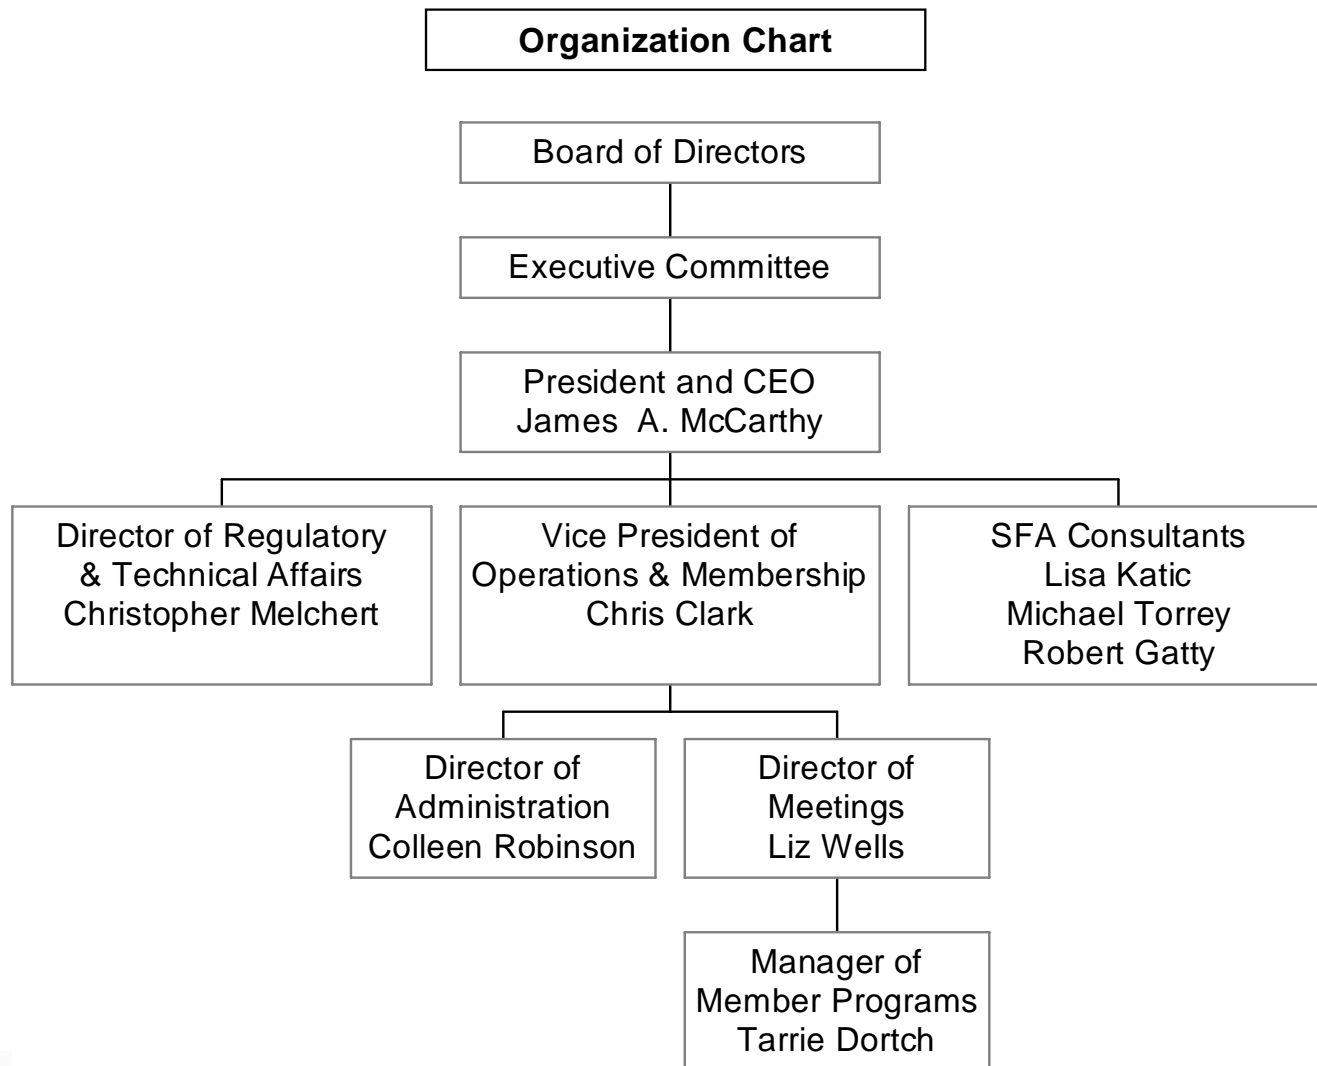 Organization Chart
Board of Directors
Executive Committee
President and CEO
James A. McCarthy
Director of Regulatory
& Technical Affairs
Christopher Melchert
Vice President of
Operations & Membership
Chris Clark
SFA Consultants
Lisa Katic
Michael Torrey
Robert Gatty
Director of
Administration
Colleen Robinson
Director of
Meetings
Liz Wells
Manager of
Member Programs
Tarrie Dortch